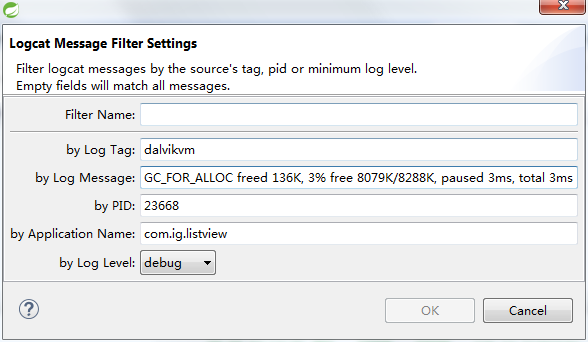 Logcat Message Filter Settings
Filter logcat messages by the source's tag, pid or minimum log level.
Empty fields will match all messages.
Filter Name:
by Log Tag: dalvikvm
by Log Message: GC_FOR_ALLOC freed 136K, 3% free 8079K/8288K, paused 3ms, total 3ms
by PID: 23668
by Application Name: com.ig.listview
by Log Level: debug
? OK Cancel